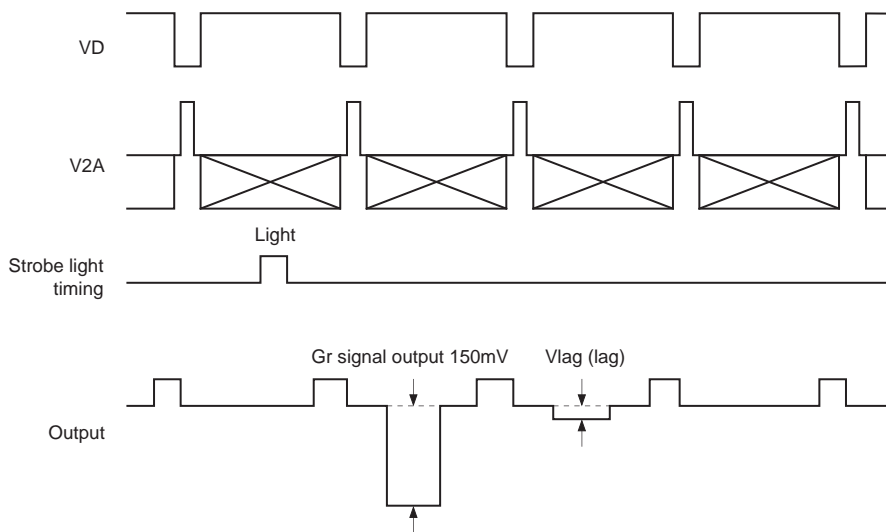 VD
V2A
Light
Strobe light
timing
Gr signal output 150mV
Vlag (lag)
Output